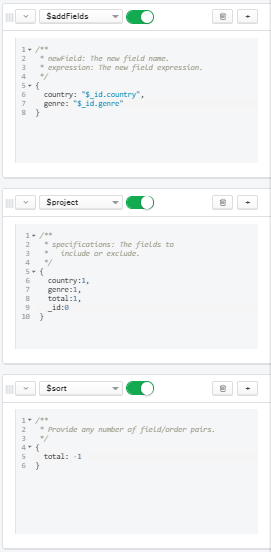 $addFields
1 /**
2 * newField: The new field name.
3 * expression: The new field expression.
4 */
5 {
6 country: "$_id.country",
7 genre: "$_id.genre"
8 }
$project
1 /**
2 * specifications: The fields to
3 * include or exclude.
4 */
5 {
6 country:1,
7 genre:1,
8 total:1,
9 _id:0
10 }
$sort
1 /**
2 * Provide any number of field/order pairs.
3 */
4 {
5 total: -1
6 }